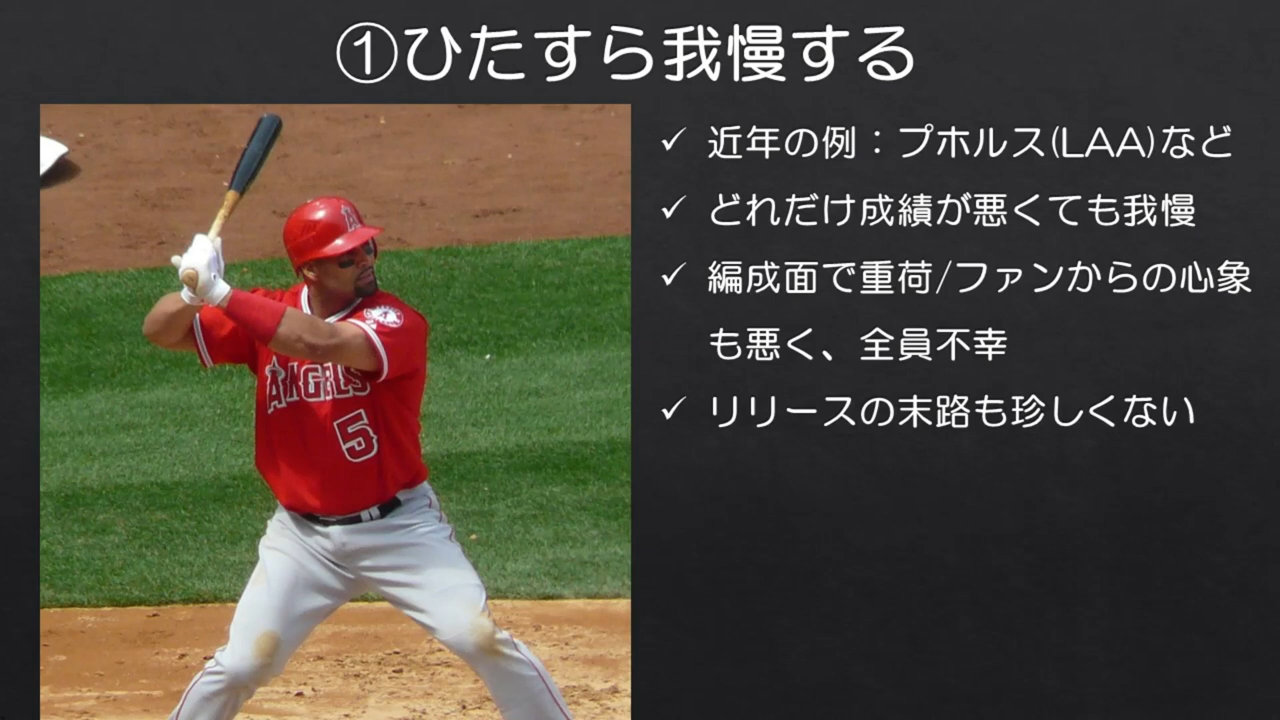 ①ひたすら我慢する
✓ 近年の例：プホルス(LAA)など
✓ どれだけ成績が悪くても我慢
✓ 編成面で重荷/ファンからの心象
も悪く、全員不幸
✓ リリースの末路も珍しくない
A
ANGELS
5